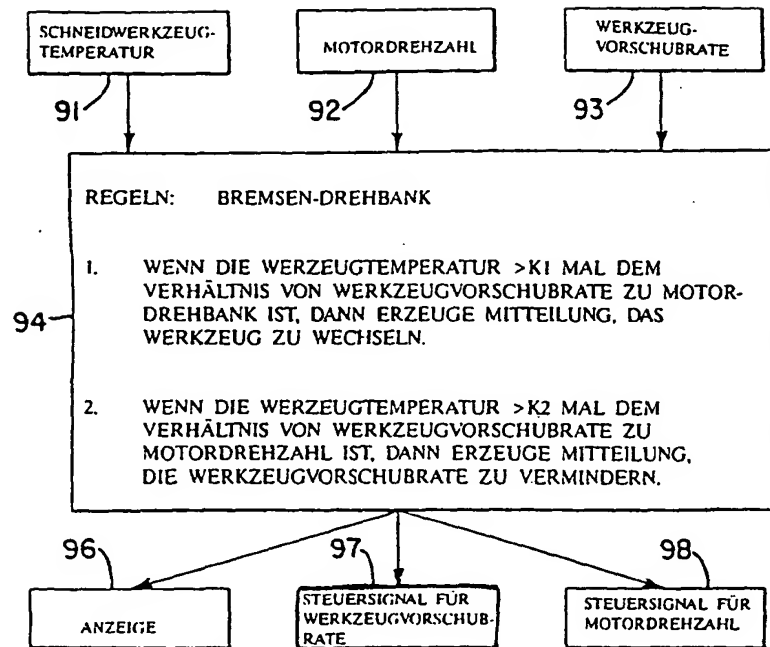 SCHNEIDWERKZEUG-
TEMPERATUR
MOTORDREHZAHL
WERKZEUG-
VORSCHUBRATE
91
92
93
REGELN: BREMSEN-DREHBANK
1. WENN DIE WERZEUGTEMPERATUR >K1 MAL DEM
VERHÄLTNIS VON WERKZEUGVORSCHUBRATE ZU MOTOR-
DREHBANK IST, DANN ERZEUGE MITTEILUNG, DAS
WERKZEUG ZU WECHSELN.
94
2. WENN DIE WERZEUGTEMPERATUR >K2 MAL DEM
VERHÄLTNIS VON WERKZEUGVORSCHUBRATE ZU
MOTORDREHZAHL IST, DANN ERZEUGE MITTEILUNG,
DIE WERKZEUGVORSCHUBRATE ZU VERMINDERN.
96
97
98
ANZEIGE
STEUERSIGNAL FÜR
WERKZEUGVORSCHUB-
RATE
STEUERSIGNAL FÜR
MOTORDREHZAHL